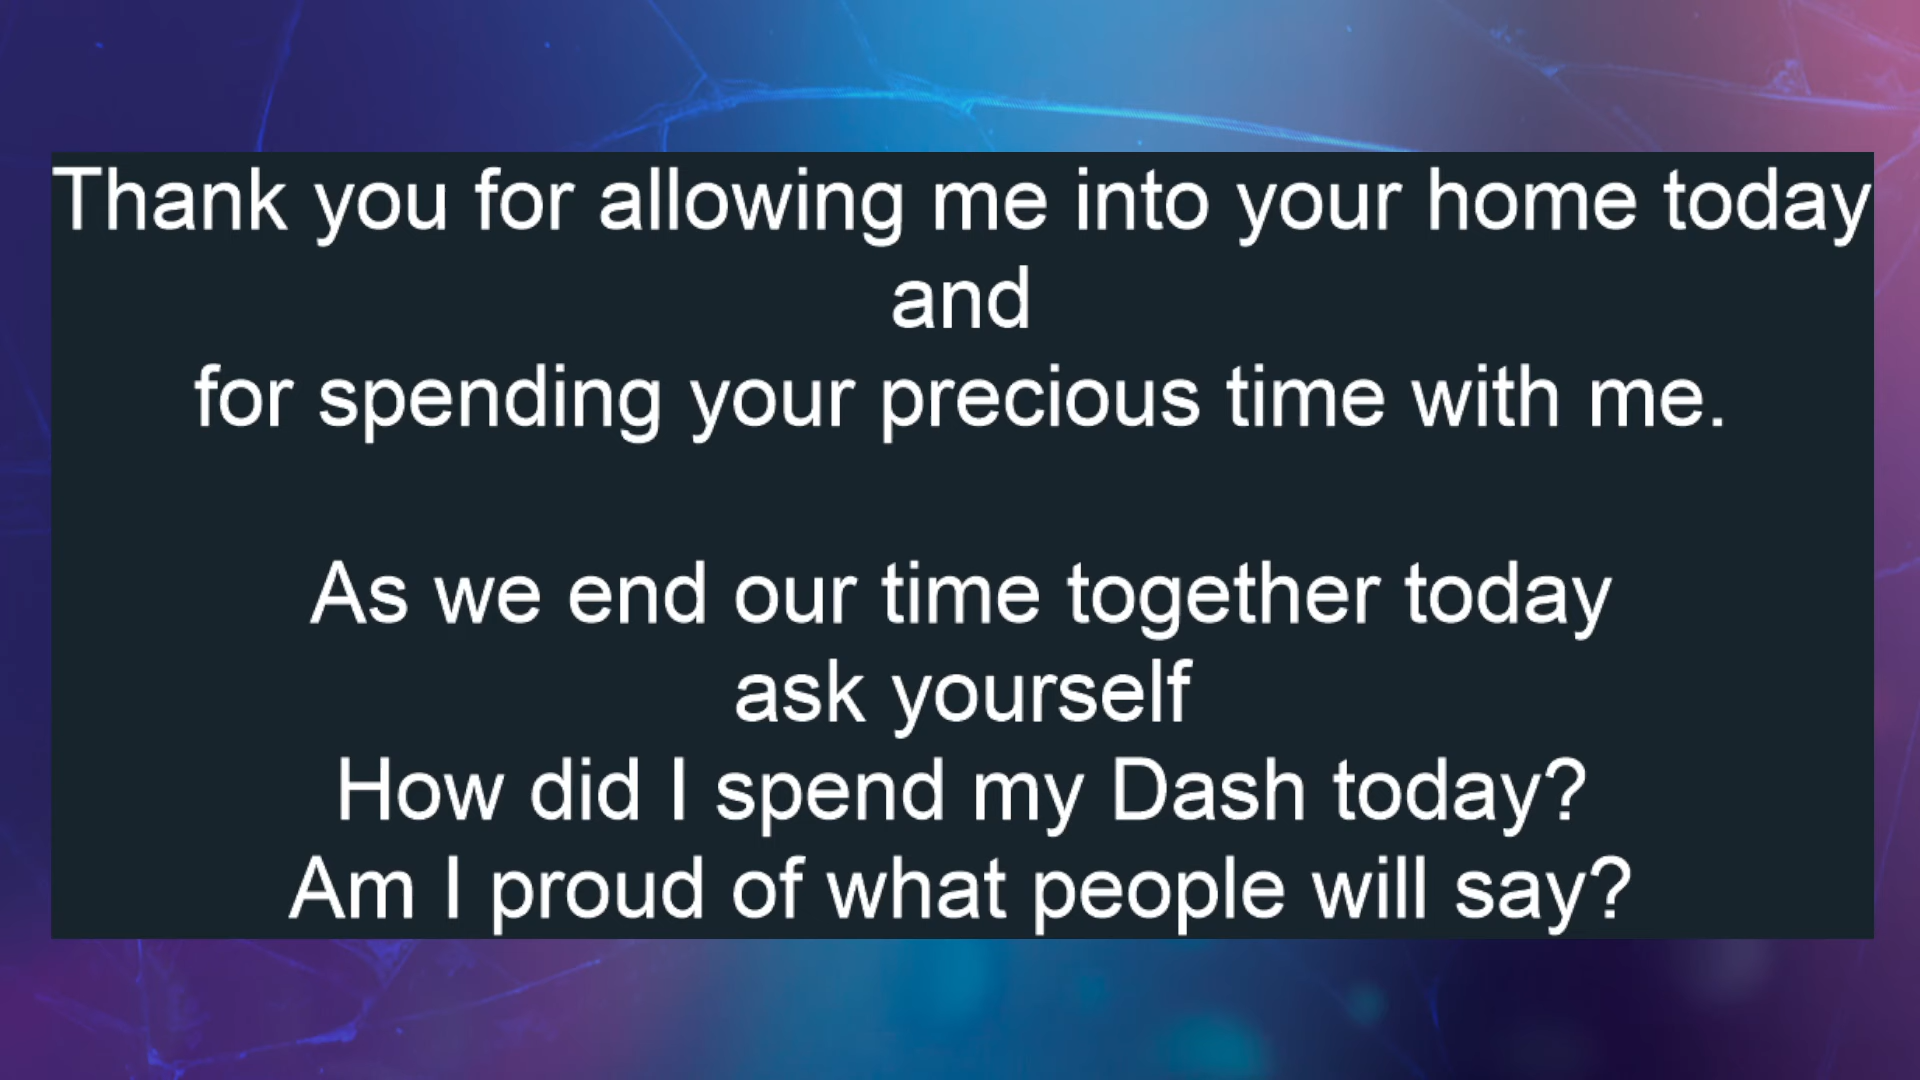 Thank you for allowing me into your home today
and
for spending your precious time with me.
As we end our time together today
ask yourself
How did I spend my Dash today?
Am I proud of what people will say?